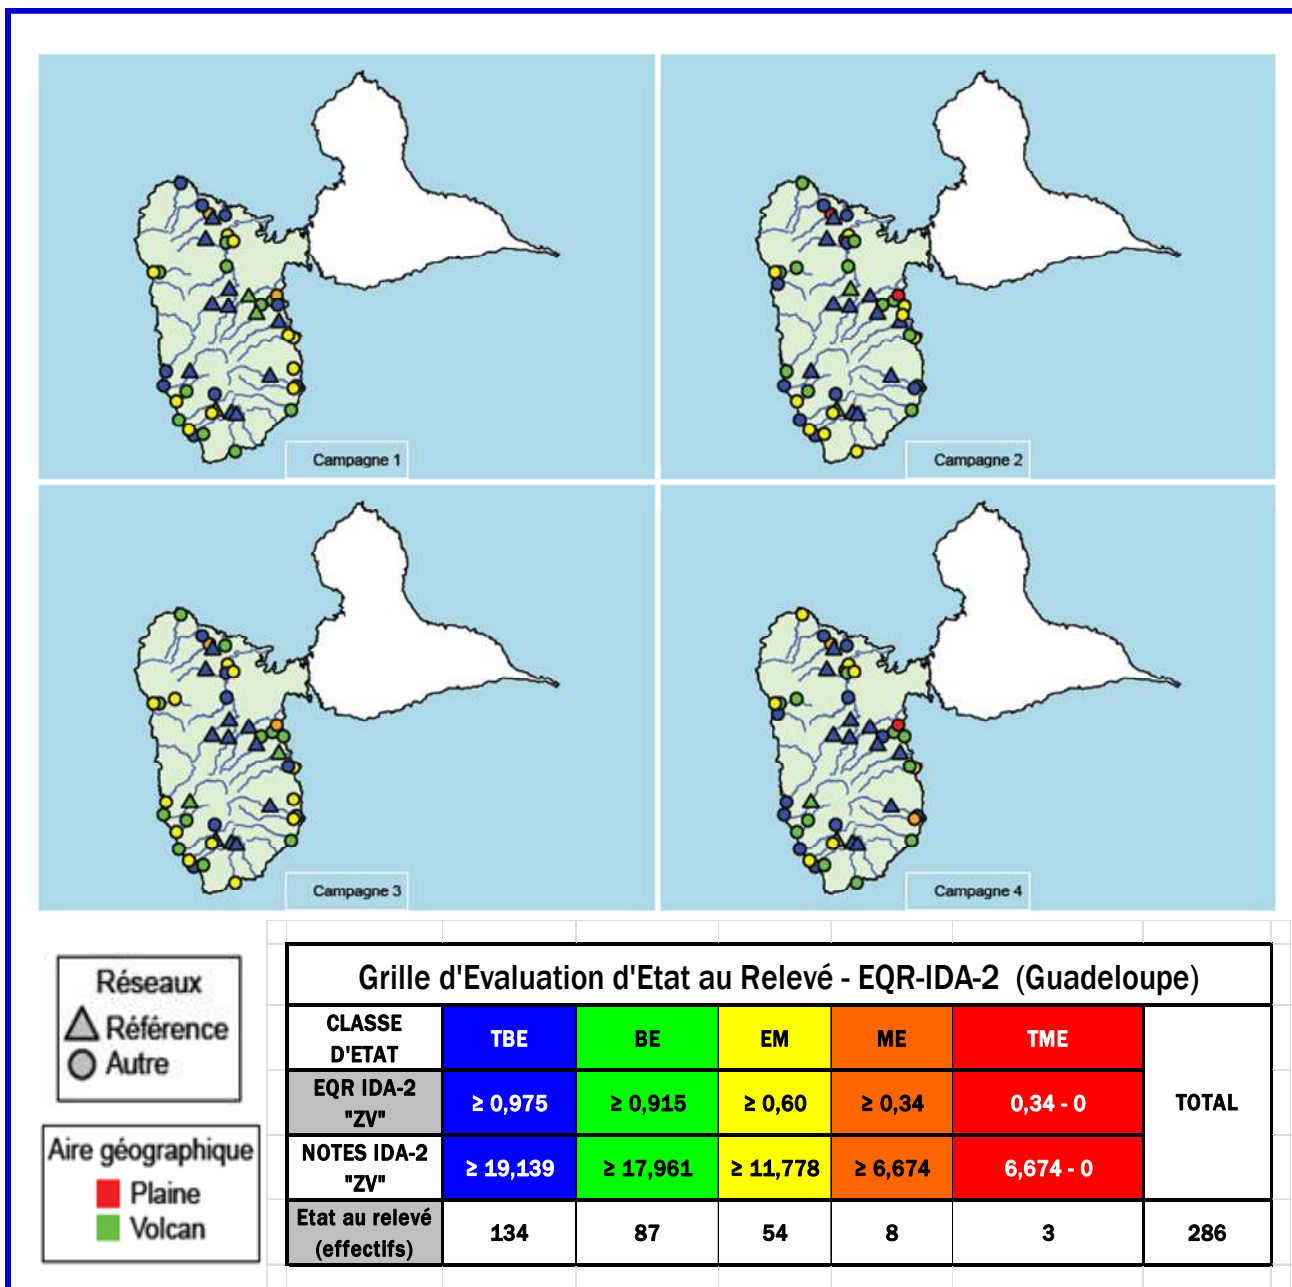 Campagne 1
Campagne 2
Campagne 3
Campagne 4
Réseaux
Référence
Autre
Aire géographique
Plaine
Volcan
Grille d'Evaluation d'Etat au Relevé - EQR-IDA-2 (Guadeloupe)
CLASSE D'ETAT TBE BE EM ME TME TOTAL
EQR IDA-2 "ZV" ≥ 0,975 ≥ 0,915 ≥ 0,60 ≥ 0,34 0,34 - 0
NOTES IDA-2 "ZV" ≥ 19,139 ≥ 17,961 ≥ 11,778 ≥ 6,674 6,674 - 0
Etat au relevé (effectifs) 134 87 54 8 3 286